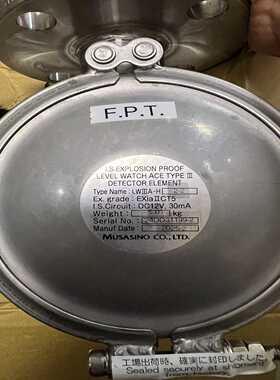 F.P.T.
I.S EXPLOSION PROOF
LEVEL WATCH ACE TYPE Ⅲ
DETECTOR ELEMENT
Type Name: LWⅢA-H
Ex. grade: EXiaⅡCT5
I.S.Circuit: DC12V, 30mA
Weight: kg
Serial No.
Manuf Date
MUSASINO CO., LTD.
工場出荷時、確実に封印しました
Sealed securely at shipment